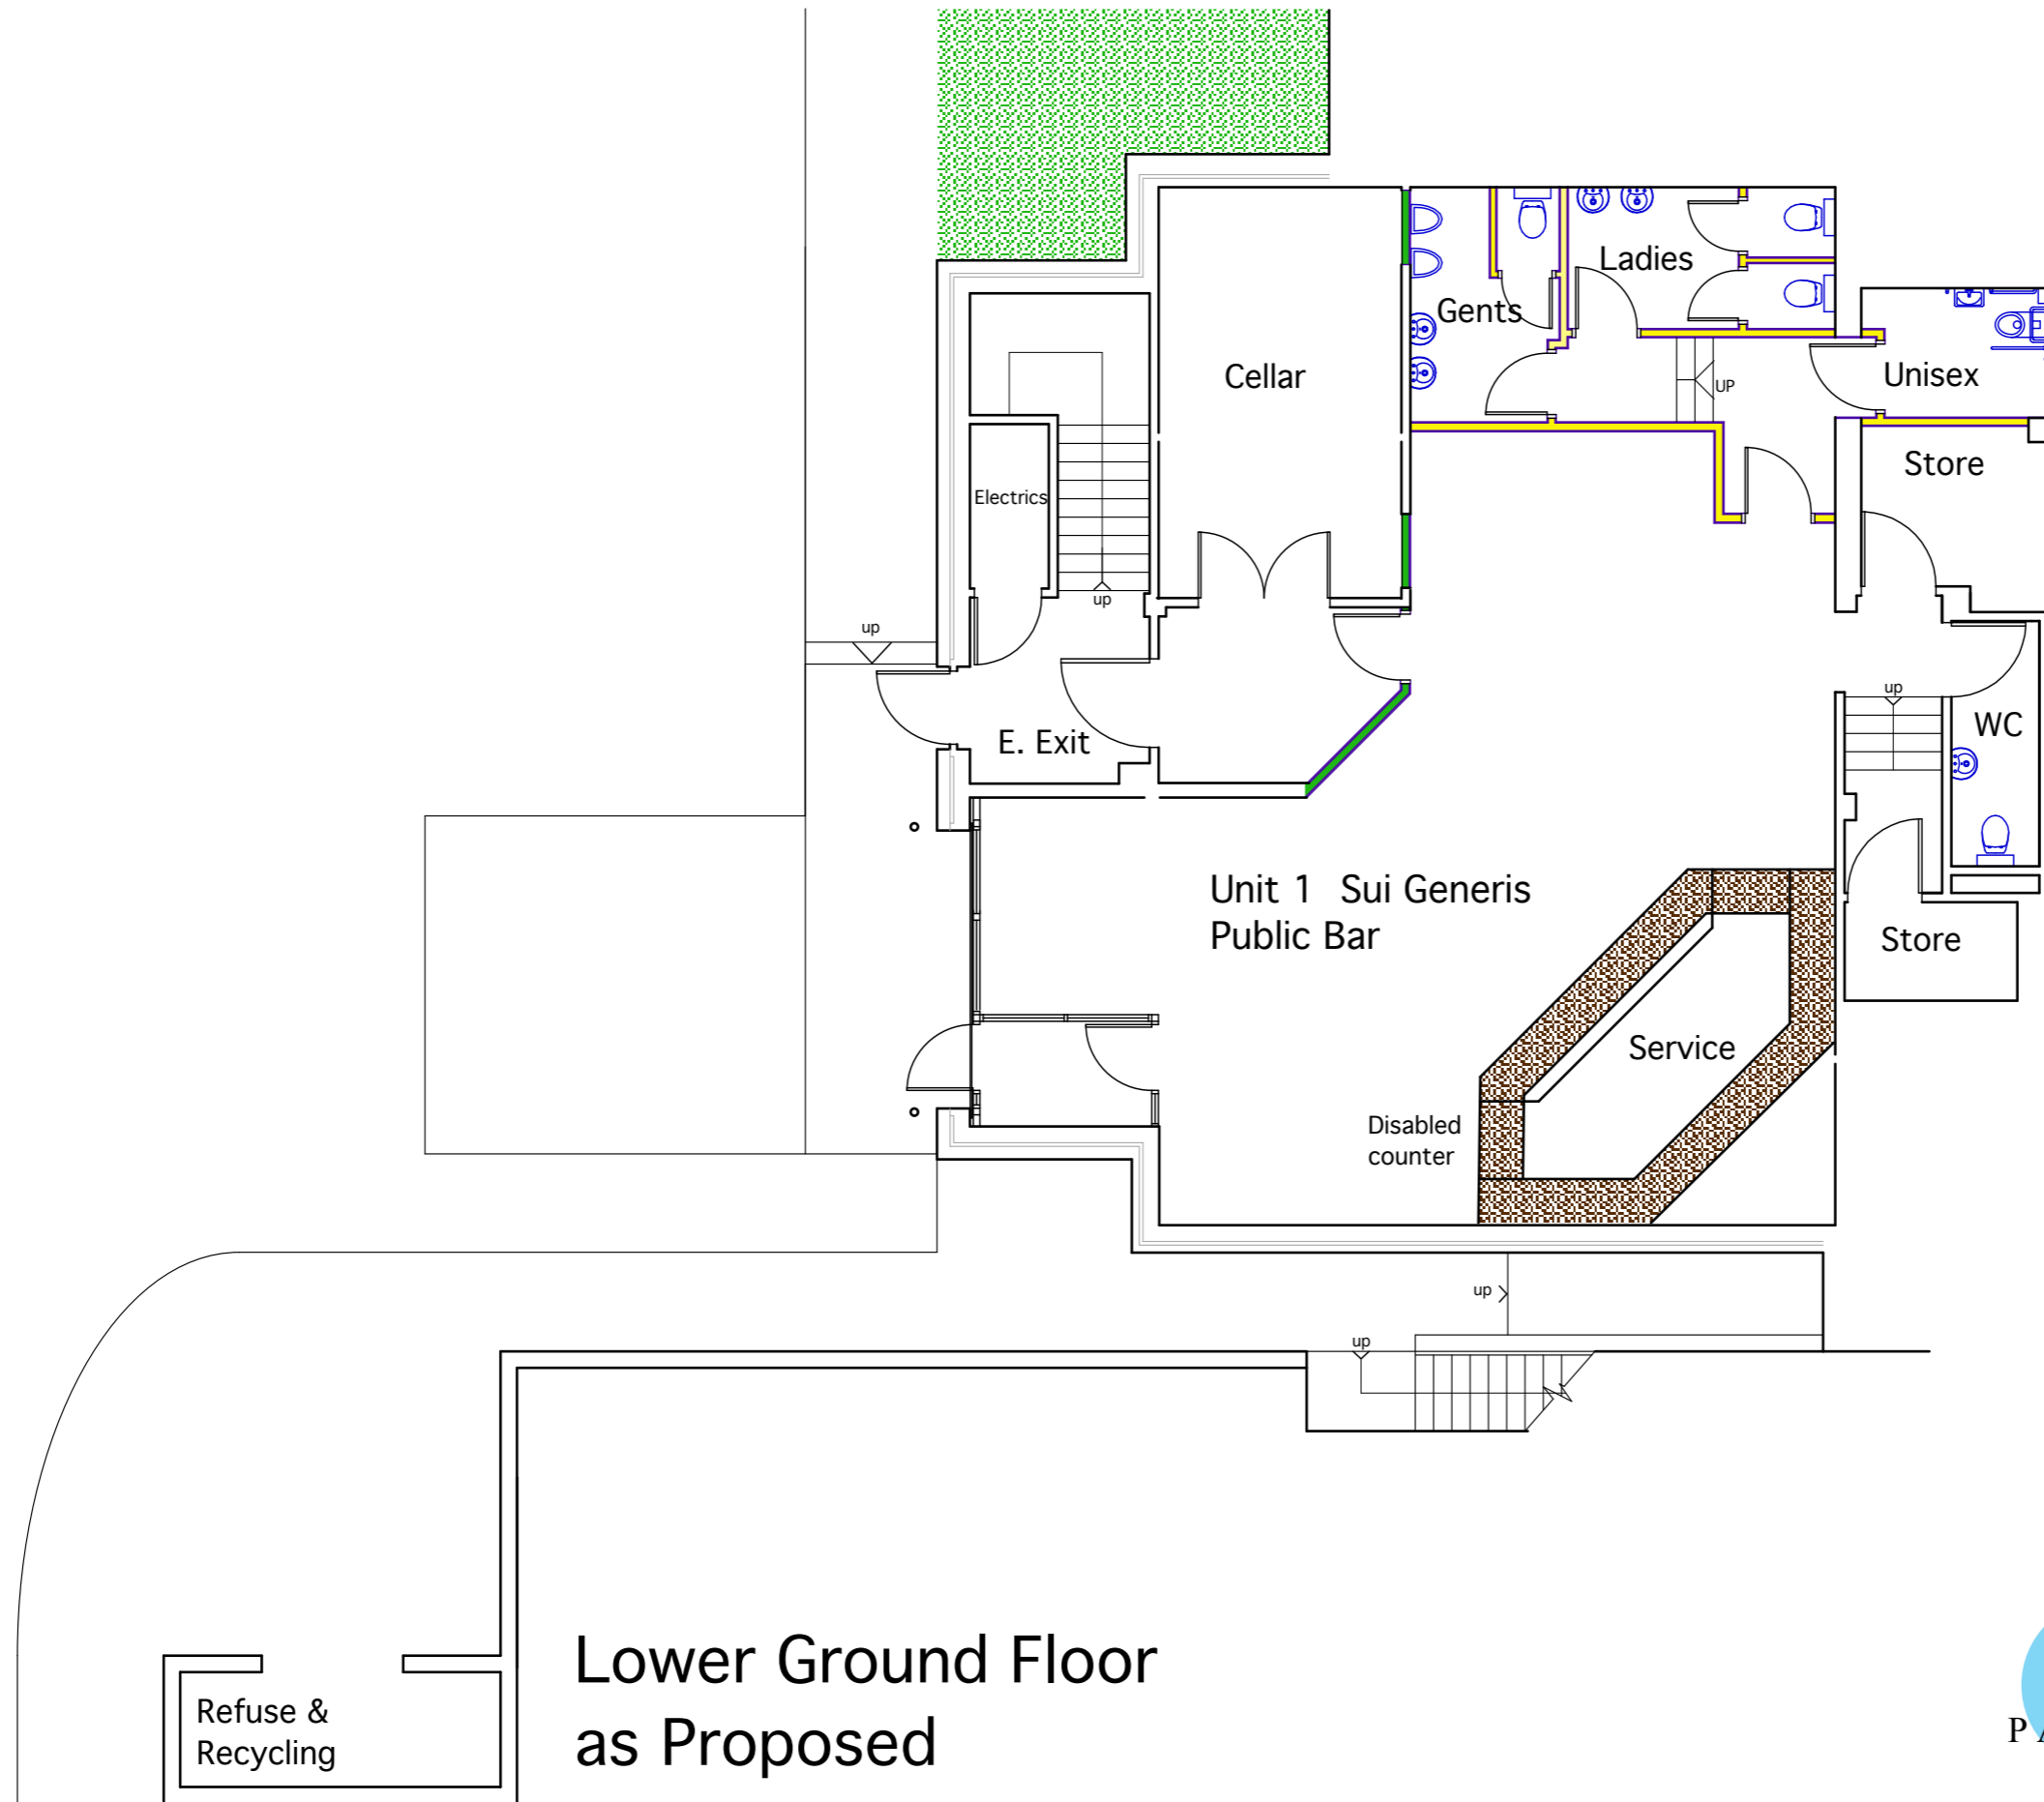 Ladies
Gents
Cellar
UP
Unisex
Store
Electrics
up
up
up
E. Exit
WC
Unit 1 Sui Generis
Public Bar
Store
Service
Disabled
counter
up
up
Lower Ground Floor
as Proposed
Refuse &
Recycling
P A